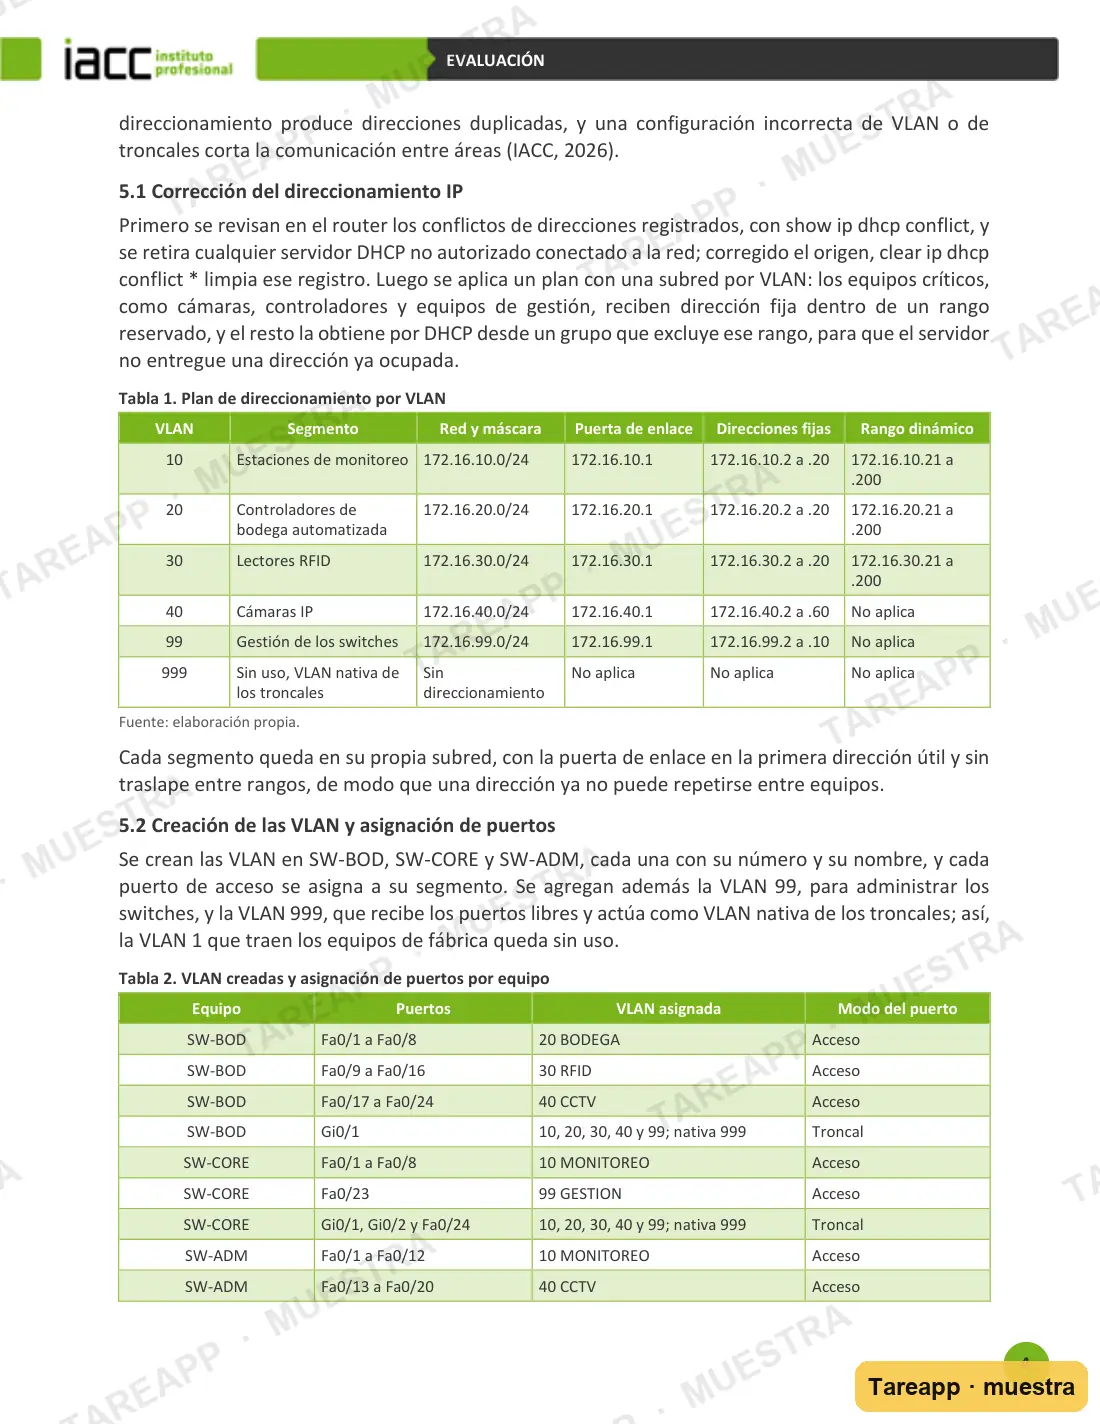 iacc instituto profesional
EVALUACIÓN
direccionamiento produce direcciones duplicadas, y una configuración incorrecta de VLAN o de
troncales corta la comunicación entre áreas (IACC, 2026).
5.1 Corrección del direccionamiento IP
Primero se revisan en el router los conflictos de direcciones registrados, con show ip dhcp conflict, y
se retira cualquier servidor DHCP no autorizado conectado a la red; corregido el origen, clear ip dhcp
conflict * limpia ese registro. Luego se aplica un plan con una subred por VLAN: los equipos críticos,
como cámaras, controladores y equipos de gestión, reciben dirección fija dentro de un rango
reservado, y el resto la obtiene por DHCP desde un grupo que excluye ese rango, para que el servidor
no entregue una dirección ya ocupada.
Tabla 1. Plan de direccionamiento por VLAN
VLAN Segmento Red y máscara Puerta de enlace Direcciones fijas Rango dinámico
10 Estaciones de monitoreo 172.16.10.0/24 172.16.10.1 172.16.10.2 a .20 172.16.10.21 a
.200
20 Controladores de 172.16.20.0/24 172.16.20.1 172.16.20.2 a .20 172.16.20.21 a
bodega automatizada .200
30 Lectores RFID 172.16.30.0/24 172.16.30.1 172.16.30.2 a .20 172.16.30.21 a
.200
40 Cámaras IP 172.16.40.0/24 172.16.40.1 172.16.40.2 a .60 No aplica
99 Gestión de los switches 172.16.99.0/24 172.16.99.1 172.16.99.2 a .10 No aplica
999 Sin uso, VLAN nativa de Sin No aplica No aplica No aplica
los troncales direccionamiento
Fuente: elaboración propia.
Cada segmento queda en su propia subred, con la puerta de enlace en la primera dirección útil y sin
traslape entre rangos, de modo que una dirección ya no puede repetirse entre equipos.
5.2 Creación de las VLAN y asignación de puertos
Se crean las VLAN en SW-BOD, SW-CORE y SW-ADM, cada una con su número y su nombre, y cada
puerto de acceso se asigna a su segmento. Se agregan además la VLAN 99, para administrar los
switches, y la VLAN 999, que recibe los puertos libres y actúa como VLAN nativa de los troncales; así,
la VLAN 1 que traen los equipos de fábrica queda sin uso.
Tabla 2. VLAN creadas y asignación de puertos por equipo
Equipo Puertos VLAN asignada Modo del puerto
SW-BOD Fa0/1 a Fa0/8 20 BODEGA Acceso
SW-BOD Fa0/9 a Fa0/16 30 RFID Acceso
SW-BOD Fa0/17 a Fa0/24 40 CCTV Acceso
SW-BOD Gi0/1 10, 20, 30, 40 y 99; nativa 999 Troncal
SW-CORE Fa0/1 a Fa0/8 10 MONITOREO Acceso
SW-CORE Fa0/23 99 GESTION Acceso
SW-CORE Gi0/1, Gi0/2 y Fa0/24 10, 20, 30, 40 y 99; nativa 999 Troncal
SW-ADM Fa0/1 a Fa0/12 10 MONITOREO Acceso
SW-ADM Fa0/13 a Fa0/20 40 CCTV Acceso
Tareapp · muestra
TAREAPP · MUESTRA